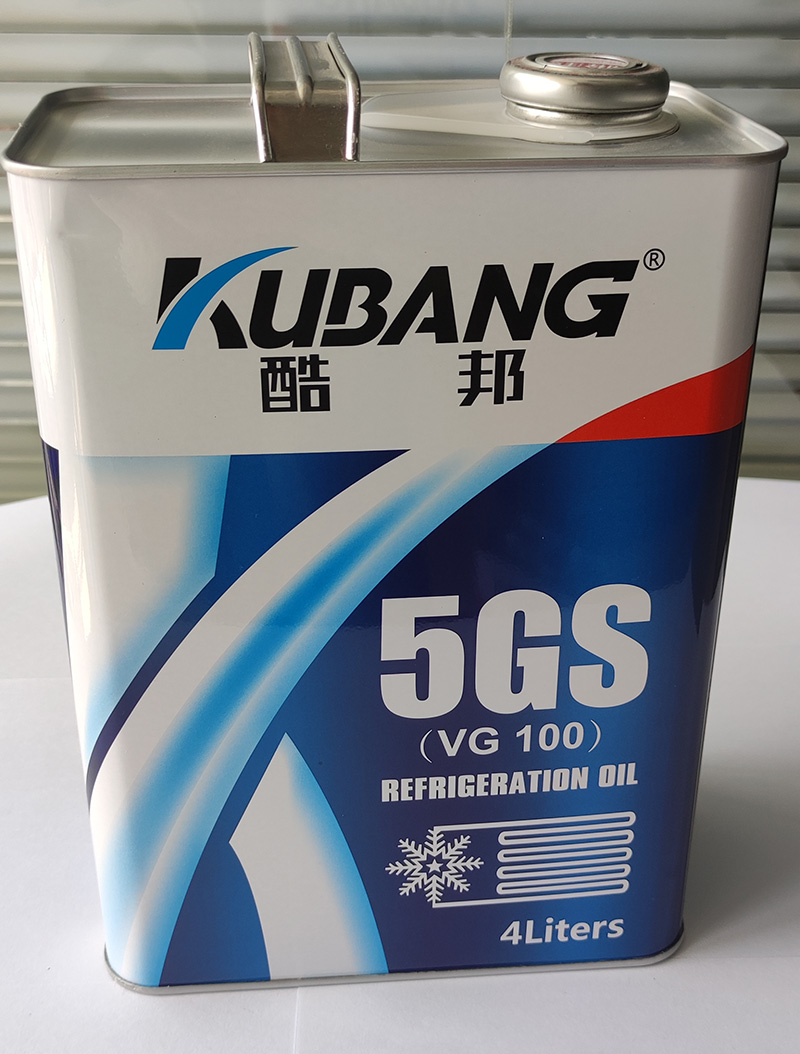 KUBANG®
酷邦
5GS
(VG 100)
REFRIGERATION OIL
4Liters